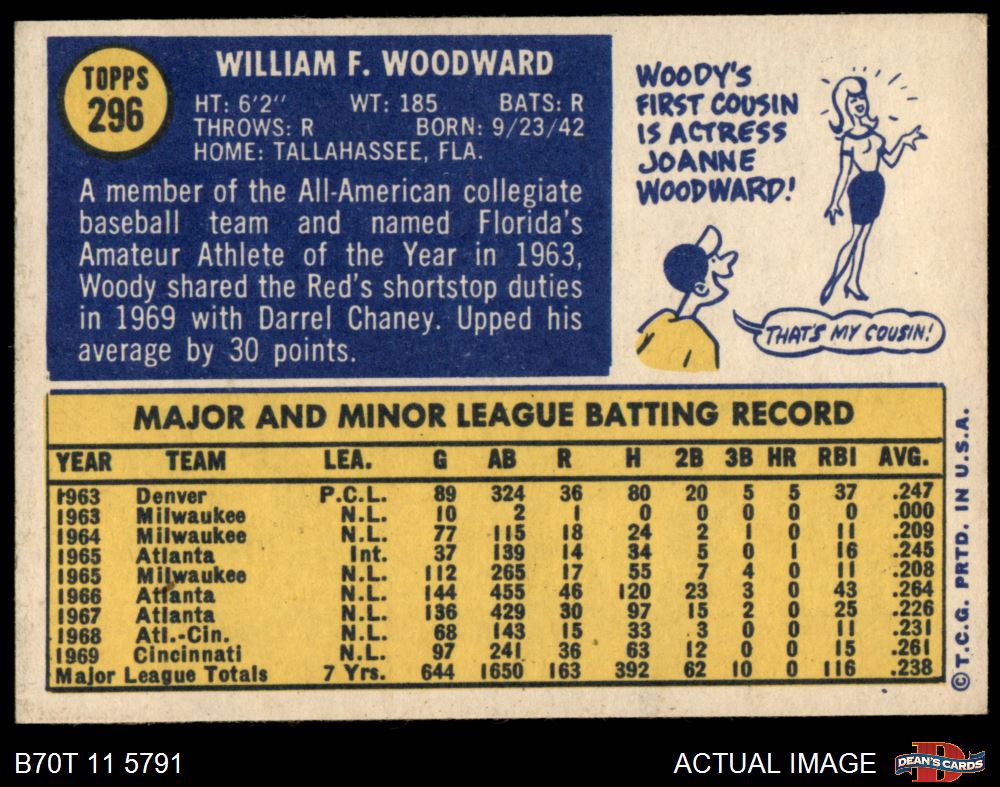 TOPPS
296
WILLIAM F. WOODWARD
HT: 6'2" WT: 185 BATS: R
THROWS: R BORN: 9/23/42
HOME: TALLAHASSEE, FLA.
A member of the All-American collegiate
baseball team and named Florida's
Amateur Athlete of the Year in 1963,
Woody shared the Red's shortstop duties
in 1969 with Darrel Chaney. Upped his
average by 30 points.
WOODY'S
FIRST COUSIN
IS ACTRESS
JOANNE
WOODWARD!
THAT'S MY COUSIN!
MAJOR AND MINOR LEAGUE BATTING RECORD
YEAR TEAM LEA. G AB R H 2B 3B HR RBI AVG.
1963 Denver P.C.L. 89 324 36 80 20 5 5 37 .247
1963 Milwaukee N.L. 10 2 1 0 0 0 0 0 .000
1964 Milwaukee N.L. 77 115 18 24 2 1 0 11 .209
1965 Atlanta Int. 37 139 14 34 5 0 1 16 .245
1965 Milwaukee N.L. 112 265 17 55 7 4 0 11 .208
1966 Atlanta N.L. 144 455 46 120 23 3 0 43 .264
1967 Atlanta N.L. 136 429 30 97 15 2 0 25 .226
1968 Atl.-Cin. N.L. 68 143 15 33 3 0 0 11 .231
1969 Cincinnati N.L. 97 241 36 63 12 0 0 15 .261
Major League Totals 7 Yrs. 644 1650 163 392 62 10 0 116 .238
©T.C.G. PRTD. IN U.S.A.
B70T 11 5791
ACTUAL IMAGE
DEAN'S CARDS